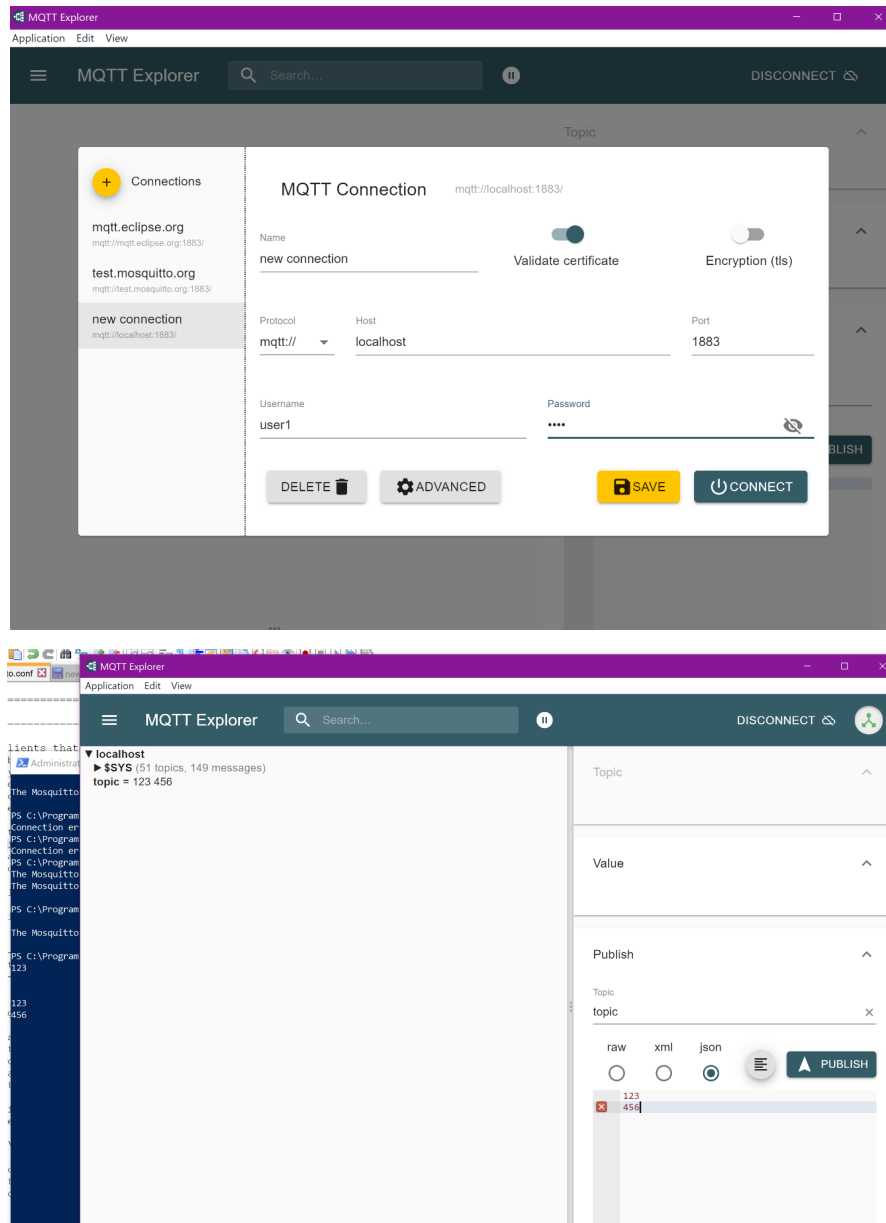 MQTT Explorer
Application Edit View
MQTT Explorer
Search...
DISCONNECT
Topic
Connections
MQTT Connection mqtt://localhost:1883/
mqtt.eclipse.org
mqtt://mqtt.eclipse.org:1883/
test.mosquitto.org
mqtt://test.mosquitto.org:1883/
new connection
mqtt://localhost:1883/
Name
new connection
Validate certificate
Encryption (tls)
Protocol Host Port
mqtt:// localhost 1883
Username Password
user1 ••••
DELETE ADVANCED SAVE CONNECT
BLISH
to.conf new
MQTT Explorer
Application Edit View
MQTT Explorer
Search...
DISCONNECT
lients that
Administrat
The Mosquitto
PS C:\Program
Connection er
PS C:\Program
Connection er
PS C:\Program
The Mosquitto
The Mosquitto
PS C:\Program
The Mosquitto
PS C:\Program
123
123
456
▼ localhost
▶ $SYS (51 topics, 149 messages)
topic = 123 456
Topic
Value
Publish
Topic
topic
raw xml json
PUBLISH
123
456